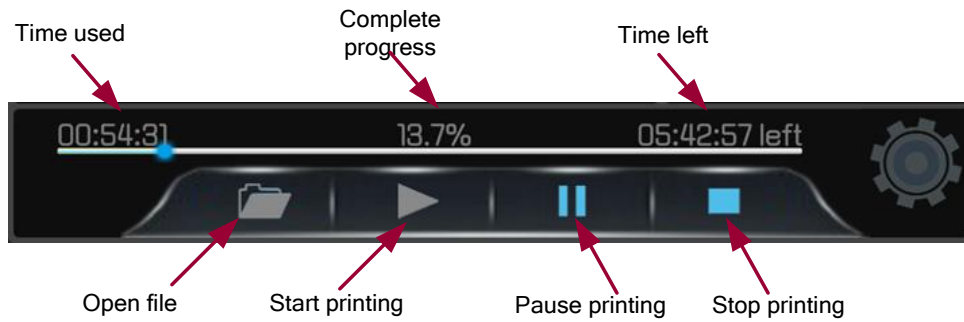 Time used
Complete
progress
Time left
00:54:31
13.7%
05:42:57 left
Open file
Start printing
Pause printing
Stop printing